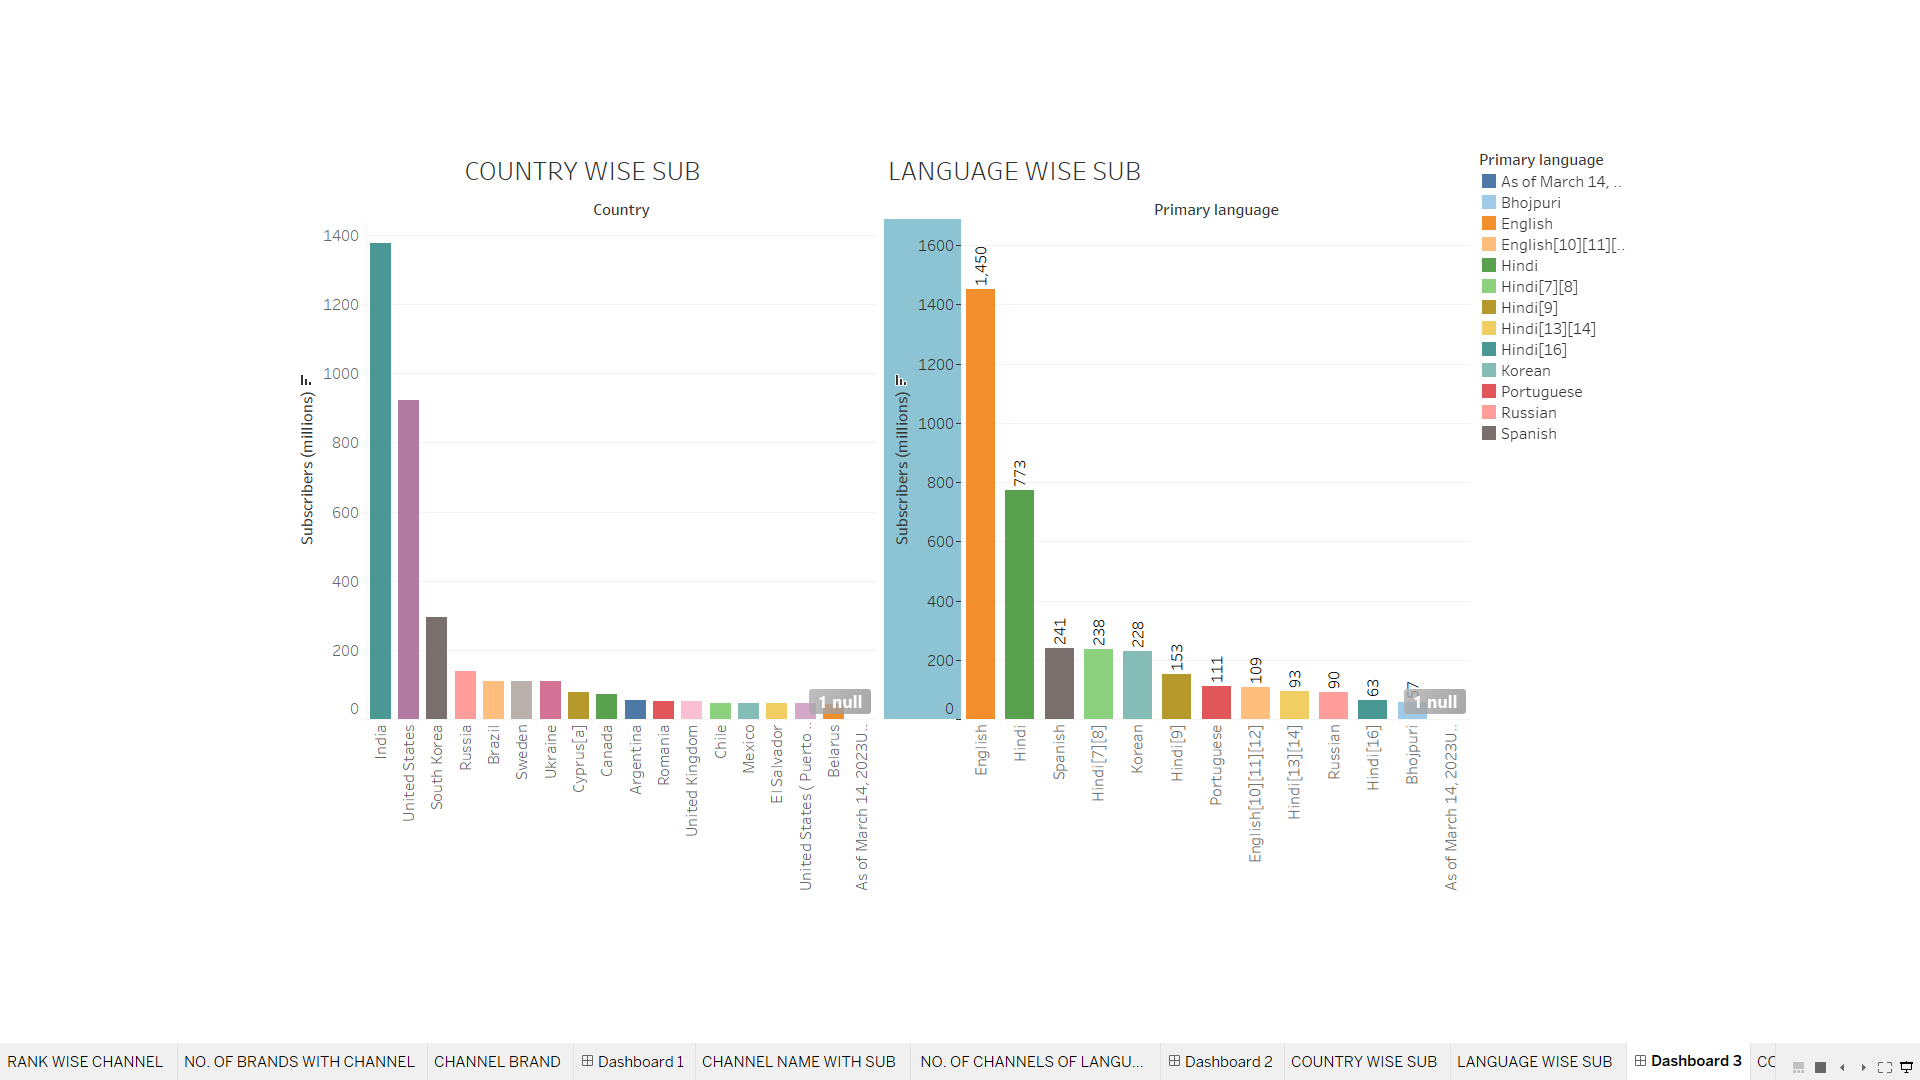 COUNTRY WISE SUB
Country
Subscribers (millions)
1400
1200
1000
800
600
400
200
0
1 null
India
United States
South Korea
Russia
Brazil
Sweden
Ukraine
Cyprus[a]
Canada
Argentina
Romania
United Kingdom
Chile
Mexico
El Salvador
United States ( Puerto ..
Belarus
As of March 14, 2023U..
LANGUAGE WISE SUB
Primary language
Subscribers (millions)
1600
1400
1200
1000
800
600
400
200
0
1,450
773
241
238
228
153
111
109
93
90
63
57
1 null
English
Hindi
Spanish
Hindi[7][8]
Korean
Hindi[9]
Portuguese
English[10][11][12]
Hindi[13][14]
Russian
Hindi[16]
Bhojpuri
As of March 14, 2023U..
Primary language
As of March 14, ..
Bhojpuri
English
English[10][11][..
Hindi
Hindi[7][8]
Hindi[9]
Hindi[13][14]
Hindi[16]
Korean
Portuguese
Russian
Spanish
RANK WISE CHANNEL
NO. OF BRANDS WITH CHANNEL
CHANNEL BRAND
Dashboard 1
CHANNEL NAME WITH SUB
NO. OF CHANNELS OF LANGU...
Dashboard 2
COUNTRY WISE SUB
LANGUAGE WISE SUB
Dashboard 3
CO